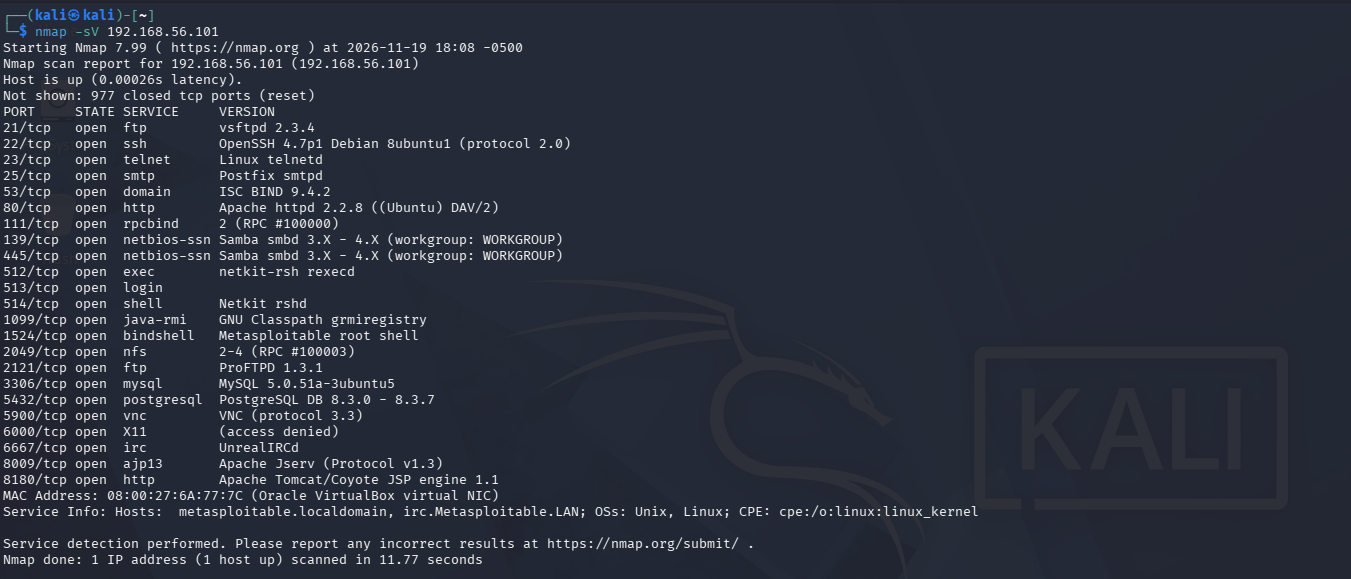 ┌──(kali㉿kali)-[~]
└─$ nmap -sV 192.168.56.101
Starting Nmap 7.99 ( https://nmap.org ) at 2026-11-19 18:08 -0500
Nmap scan report for 192.168.56.101 (192.168.56.101)
Host is up (0.00026s latency).
Not shown: 977 closed tcp ports (reset)
PORT     STATE SERVICE     VERSION
21/tcp   open  ftp         vsftpd 2.3.4
22/tcp   open  ssh         OpenSSH 4.7p1 Debian 8ubuntu1 (protocol 2.0)
23/tcp   open  telnet      Linux telnetd
25/tcp   open  smtp        Postfix smtpd
53/tcp   open  domain      ISC BIND 9.4.2
80/tcp   open  http        Apache httpd 2.2.8 ((Ubuntu) DAV/2)
111/tcp  open  rpcbind     2 (RPC #100000)
139/tcp  open  netbios-ssn Samba smbd 3.X - 4.X (workgroup: WORKGROUP)
445/tcp  open  netbios-ssn Samba smbd 3.X - 4.X (workgroup: WORKGROUP)
512/tcp  open  exec        netkit-rsh rexecd
513/tcp  open  login
514/tcp  open  shell       Netkit rshd
1099/tcp open  java-rmi    GNU Classpath grmiregistry
1524/tcp open  bindshell   Metasploitable root shell
2049/tcp open  nfs         2-4 (RPC #100003)
2121/tcp open  ftp         ProFTPD 1.3.1
3306/tcp open  mysql       MySQL 5.0.51a-3ubuntu5
5432/tcp open  postgresql  PostgreSQL DB 8.3.0 - 8.3.7
5900/tcp open  vnc         VNC (protocol 3.3)
6000/tcp open  X11         (access denied)
6667/tcp open  irc         UnrealIRCd
8009/tcp open  ajp13       Apache Jserv (Protocol v1.3)
8180/tcp open  http        Apache Tomcat/Coyote JSP engine 1.1
MAC Address: 08:00:27:6A:77:7C (Oracle VirtualBox virtual NIC)
Service Info: Hosts:  metasploitable.localdomain, irc.Metasploitable.LAN; OSs: Unix, Linux; CPE: cpe:/o:linux:linux_kernel
Service detection performed. Please report any incorrect results at https://nmap.org/submit/ .
Nmap done: 1 IP address (1 host up) scanned in 11.77 seconds
KALI